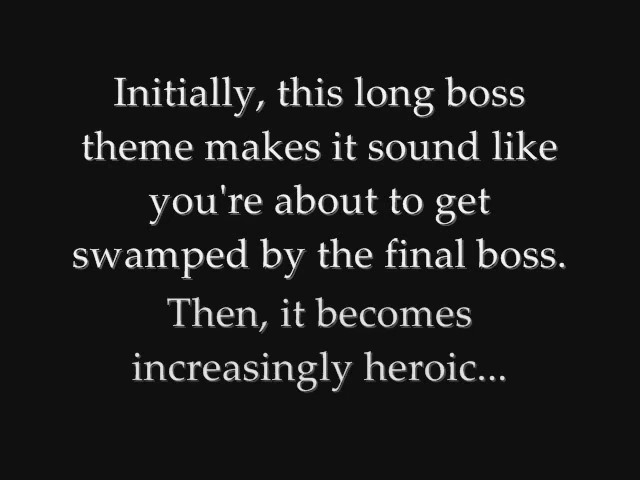 Initially, this long boss
theme makes it sound like
you're about to get
swamped by the final boss.
Then, it becomes
increasingly heroic...